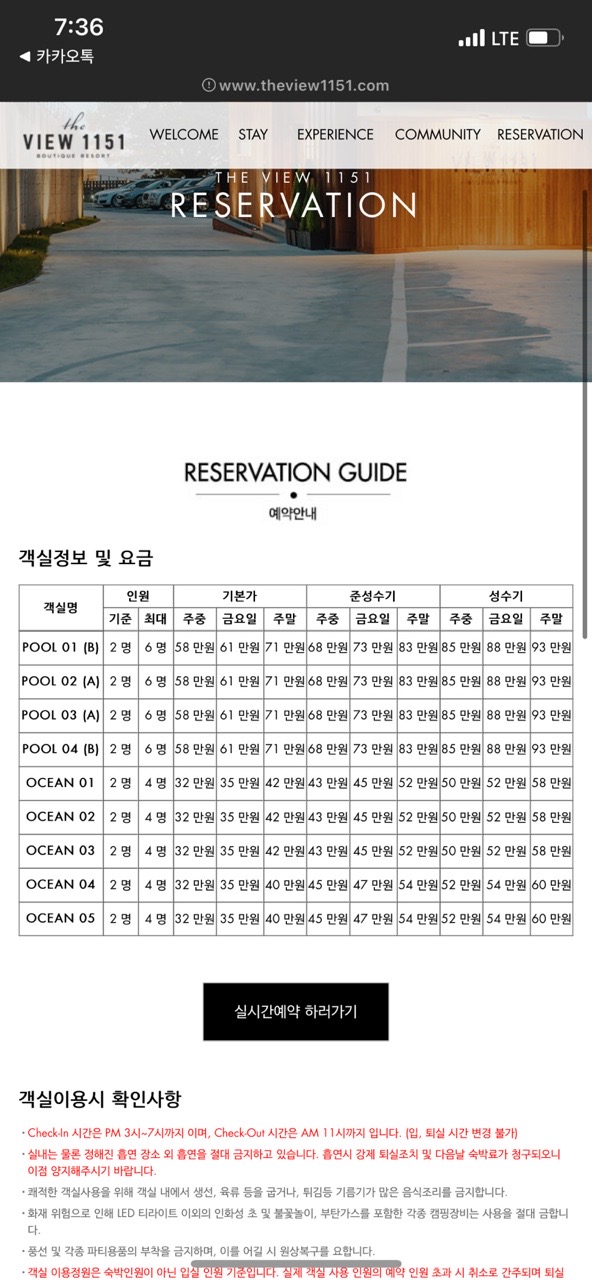 7:36
LTE
◀ 카카오톡
www.theview1151.com
the
VIEW 1151
BOUTIQUE RESORT
WELCOME STAY EXPERIENCE COMMUNITY RESERVATION
THE VIEW 1151
RESERVATION
RESERVATION GUIDE
예약안내
객실정보 및 요금
객실명 인원 기본가 준성수기 성수기
기준 최대 주중 금요일 주말 주중 금요일 주말 주중 금요일 주말
POOL 01 (B) 2 명 6 명 58 만원 61 만원 71 만원 68 만원 73 만원 83 만원 85 만원 88 만원 93 만원
POOL 02 (A) 2 명 6 명 58 만원 61 만원 71 만원 68 만원 73 만원 83 만원 85 만원 88 만원 93 만원
POOL 03 (A) 2 명 6 명 58 만원 61 만원 71 만원 68 만원 73 만원 83 만원 85 만원 88 만원 93 만원
POOL 04 (B) 2 명 6 명 58 만원 61 만원 71 만원 68 만원 73 만원 83 만원 85 만원 88 만원 93 만원
OCEAN 01 2 명 4 명 32 만원 35 만원 42 만원 43 만원 45 만원 52 만원 50 만원 52 만원 58 만원
OCEAN 02 2 명 4 명 32 만원 35 만원 42 만원 43 만원 45 만원 52 만원 50 만원 52 만원 58 만원
OCEAN 03 2 명 4 명 32 만원 35 만원 42 만원 43 만원 45 만원 52 만원 50 만원 52 만원 58 만원
OCEAN 04 2 명 4 명 32 만원 35 만원 40 만원 45 만원 47 만원 54 만원 52 만원 54 만원 60 만원
OCEAN 05 2 명 4 명 32 만원 35 만원 40 만원 45 만원 47 만원 54 만원 52 만원 54 만원 60 만원
실시간예약 하러가기
객실이용시 확인사항
· Check-In 시간은 PM 3시~7시까지 이며, Check-Out 시간은 AM 11시까지 입니다. (입, 퇴실 시간 변경 불가)
· 실내는 물론 정해진 흡연 장소 외 흡연을 절대 금지하고 있습니다. 흡연시 강제 퇴실조치 및 다음날 숙박료가 청구되오니
이점 양지해주시기 바랍니다.
· 쾌적한 객실사용을 위해 객실 내에서 생선, 육류 등을 굽거나, 튀김등 기름기가 많은 음식조리를 금지합니다.
· 화재 위험으로 인해 LED 티라이트 이외의 인화성 초 및 불꽃놀이, 부탄가스를 포함한 각종 캠핑장비는 사용을 절대 금합니
다.
· 풍선 및 각종 파티용품의 부착을 금지하며, 이를 어길 시 원상복구를 요합니다.
· 객실 이용정원은 숙박인원이 아닌 입실 인원 기준입니다. 실제 객실 사용 인원의 예약 인원 초과 시 취소로 간주되며 퇴실